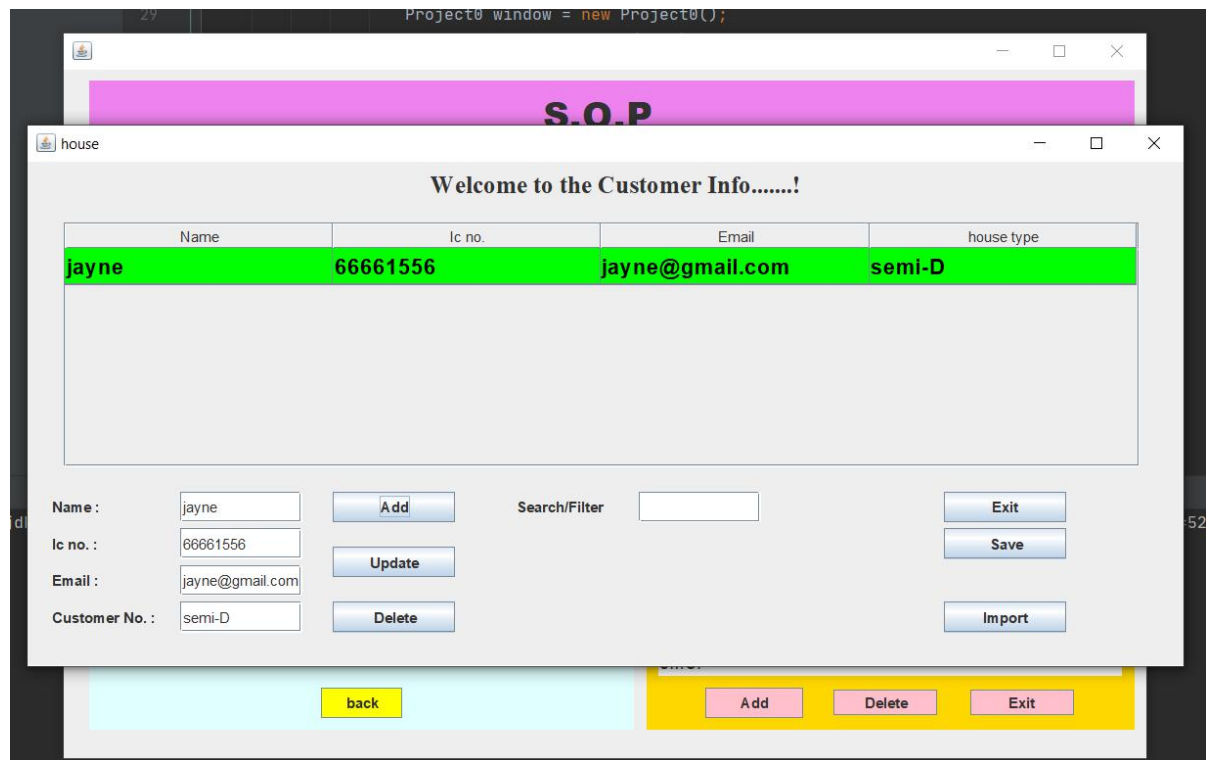 29 Project0 window = new Project0();
S.O.P
house
Welcome to the Customer Info.......!
Name Ic no. Email house type
jayne 66661556 jayne@gmail.com semi-D
Name : jayne Add Search/Filter Exit
Ic no. : 66661556 Save
Update
Email : jayne@gmail.com
Customer No. : semi-D Delete Import
back Add Delete Exit